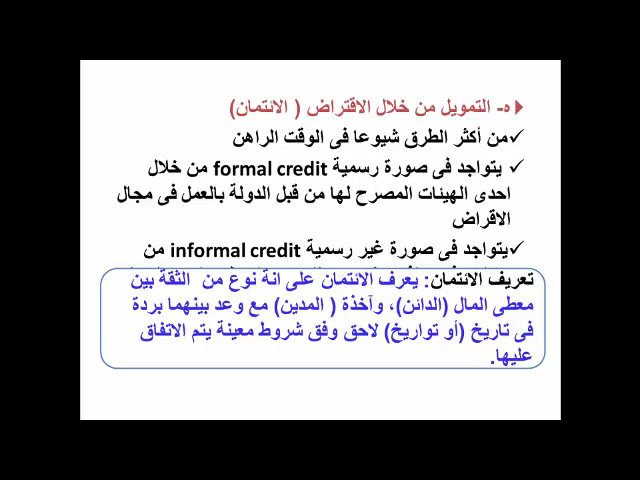 ٥- التمويل من خلال الاقتراض ( الائتمان)
من أكثر الطرق شيوعا فى الوقت الراهن
يتواجد فى صورة رسمية formal credit من خلال
احدى الهيئات المصرح لها من قبل الدولة بالعمل فى مجال
الاقراض
يتواجد فى صورة غير رسمية informal credit من
تعريف الائتمان: يعرف الائتمان على انة نوع من الثقة بين
معطى المال (الدائن)، وآخذة ( المدين) مع وعد بينهما بردة
فى تاريخ (أو تواريخ) لاحق وفق شروط معينة يتم الاتفاق
عليها.